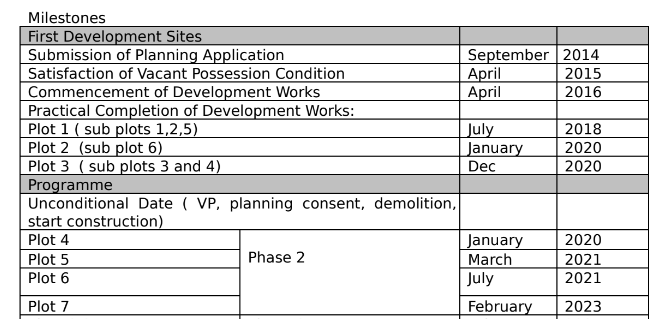 Milestones
First Development Sites
Submission of Planning Application September 2014
Satisfaction of Vacant Possession Condition April 2015
Commencement of Development Works April 2016
Practical Completion of Development Works:
Plot 1 ( sub plots 1,2,5) July 2018
Plot 2 (sub plot 6) January 2020
Plot 3 ( sub plots 3 and 4) Dec 2020
Programme
Unconditional Date ( VP, planning consent, demolition,
start construction)
Plot 4 January 2020
Phase 2
Plot 5 March 2021
Plot 6 July 2021
Plot 7 February 2023